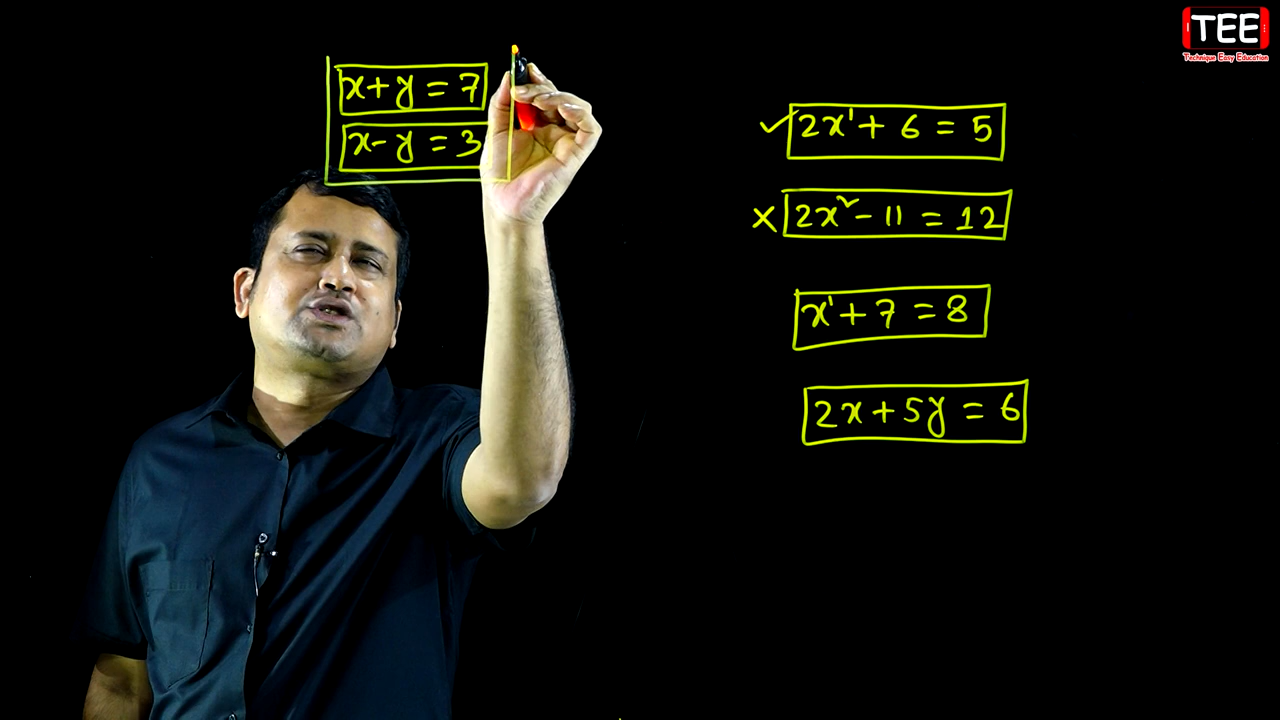 x + y = 7
x - y = 3
✓ 2x¹ + 6 = 5
× 2x² - 11 = 12
x¹ + 7 = 8
2x + 5y = 6
TEE
Technique Easy Education